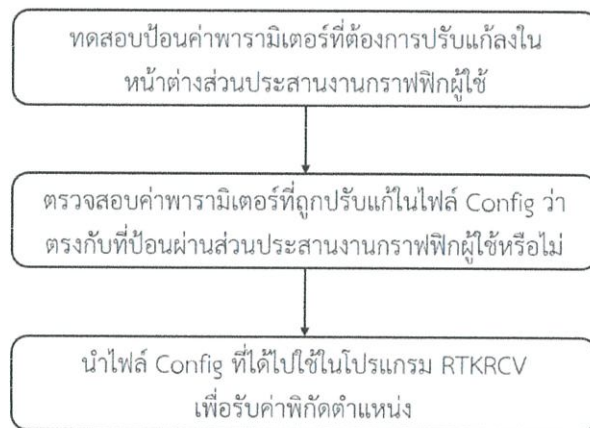 ทดสอบป้อนค่าพารามิเตอร์ที่ต้องการปรับแก้ลงใน
หน้าต่างส่วนประสานงานกราฟฟิกผู้ใช้
ตรวจสอบค่าพารามิเตอร์ที่ถูกปรับแก้ในไฟล์ Config ว่า
ตรงกับที่ป้อนผ่านส่วนประสานงานกราฟฟิกผู้ใช้หรือไม่
นำไฟล์ Config ที่ได้ไปใช้ในโปรแกรม RTKRCV
เพื่อรับค่าพิกัดตำแหน่ง